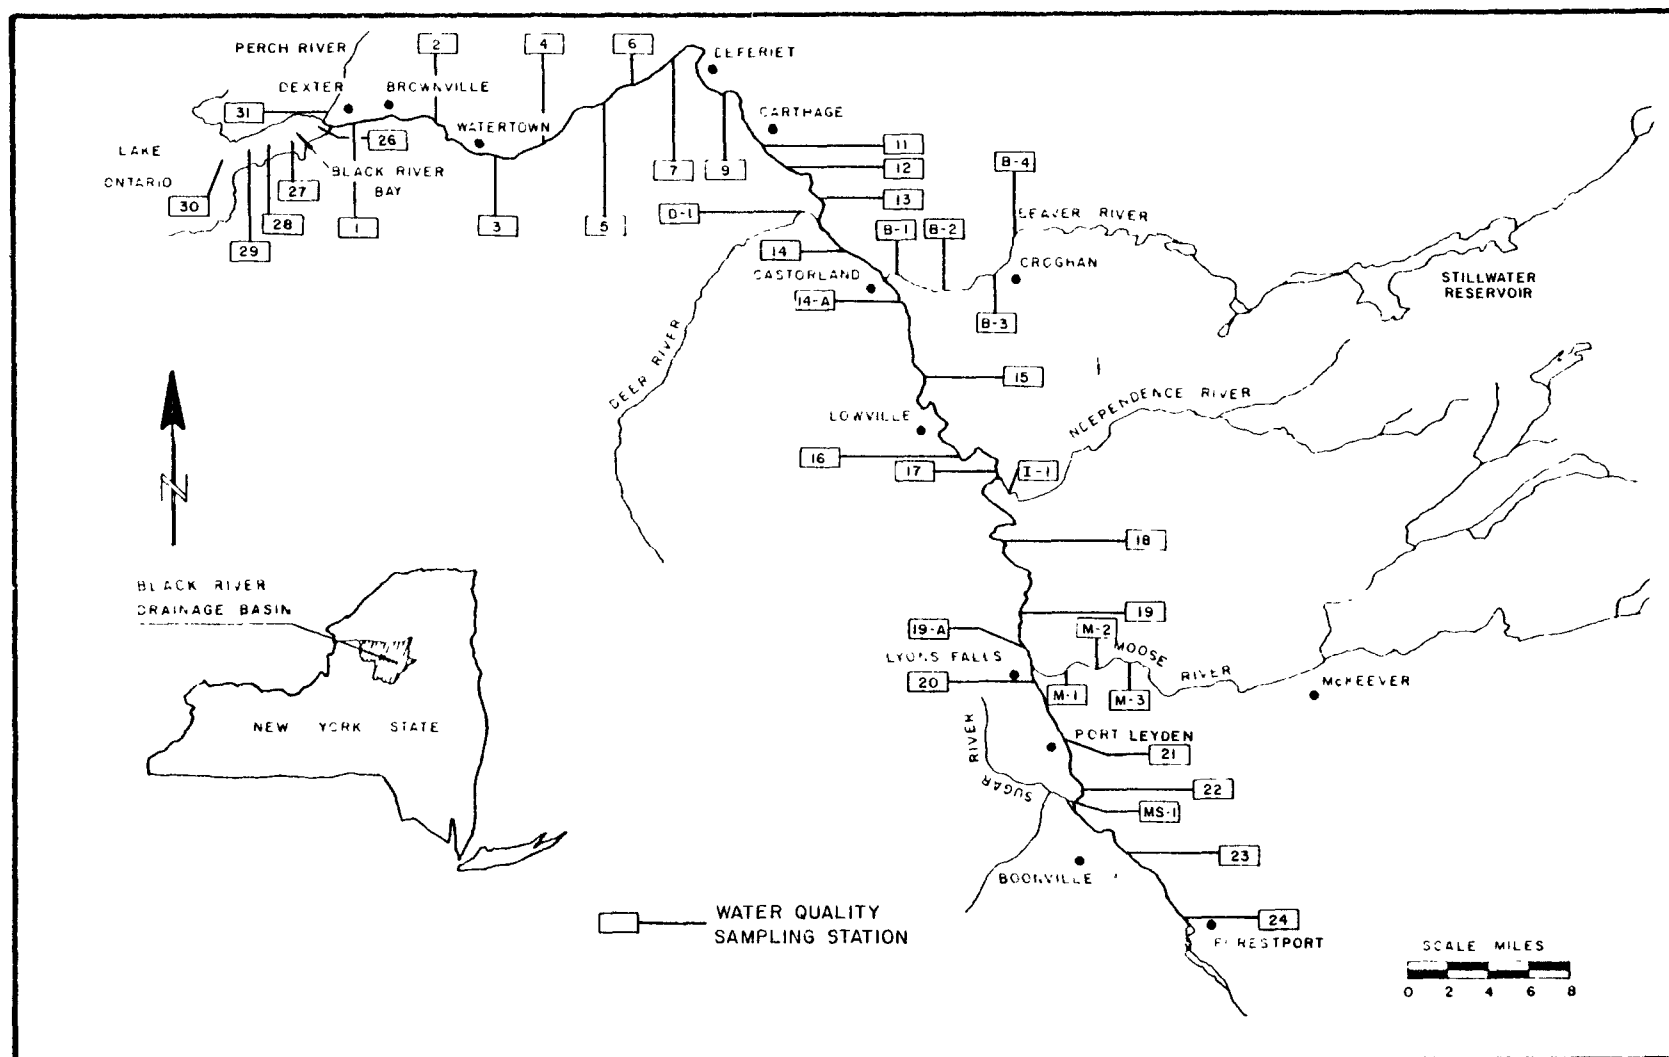 PERCH RIVER
2
4
6
DEFERIET
DEXTER
BROWNVILLE
31
26
WATERTOWN
CARTHAGE
LAKE
ONTARIO
BLACK RIVER
BAY
30
27
28
29
1
3
5
7
9
11
12
13
B-4
D-1
BEAVER RIVER
B-1
B-2
14
CASTORLAND
CROGHAN
14-A
B-3
STILLWATER
RESERVOIR
DEER RIVER
15
LOWVILLE
NDEPENDENCE RIVER
16
17
I-1
N
18
BLACK RIVER
DRAINAGE BASIN
19
19-A
M-2
MOOSE
RIVER
LYONS FALLS
20
M-1
M-3
McKEEVER
NEW YORK STATE
RIVER
SUGAR
PORT LEYDEN
21
22
MS-1
23
BOONVILLE
24
FORESTPORT
WATER QUALITY
SAMPLING STATION
SCALE MILES
0 2 4 6 8